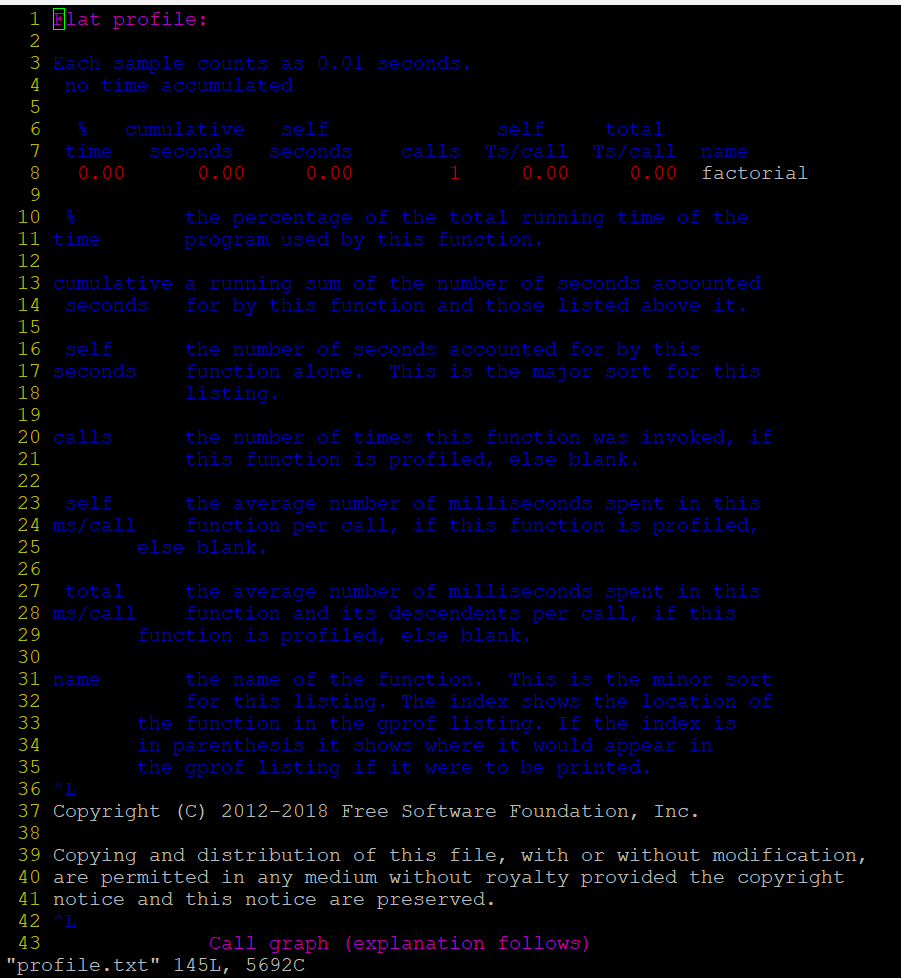 1 Flat profile:
2
3 Each sample counts as 0.01 seconds.
4  no time accumulated
5
6   %   cumulative   self              self     total
7  time   seconds   seconds    calls  Ts/call  Ts/call  name
8   0.00      0.00     0.00        1     0.00     0.00  factorial
9
10  %         the percentage of the total running time of the
11 time       program used by this function.
12
13 cumulative a running sum of the number of seconds accounted
14  seconds   for by this function and those listed above it.
15
16  self      the number of seconds accounted for by this
17 seconds    function alone.  This is the major sort for this
18            listing.
19
20 calls      the number of times this function was invoked, if
21            this function is profiled, else blank.
22
23  self      the average number of milliseconds spent in this
24 ms/call    function per call, if this function is profiled,
25        else blank.
26
27  total     the average number of milliseconds spent in this
28 ms/call    function and its descendents per call, if this
29        function is profiled, else blank.
30
31 name       the name of the function.  This is the minor sort
32            for this listing. The index shows the location of
33        the function in the gprof listing. If the index is
34        in parenthesis it shows where it would appear in
35        the gprof listing if it were to be printed.
36 ^L
37 Copyright (C) 2012-2018 Free Software Foundation, Inc.
38
39 Copying and distribution of this file, with or without modification,
40 are permitted in any medium without royalty provided the copyright
41 notice and this notice are preserved.
42 ^L
43              Call graph (explanation follows)
"profile.txt" 145L, 5692C